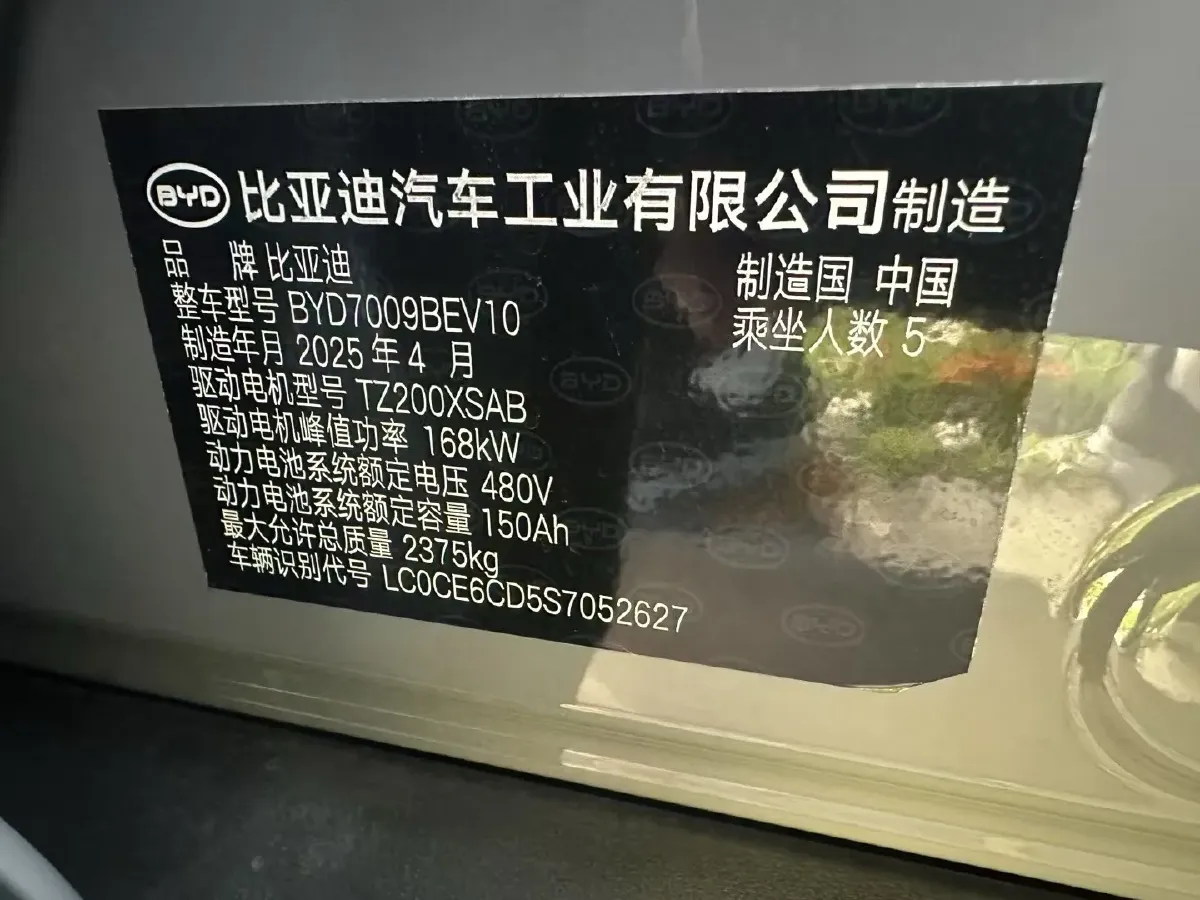 BYD 比亚迪汽车工业有限公司制造
品 牌 比亚迪
制造国 中国
整车型号 BYD7009BEV10
乘坐人数 5
制造年月 2025 年 4 月
驱动电机型号 TZ200XSAB
驱动电机峰值功率 168kW
动力电池系统额定电压 480V
动力电池系统额定容量 150Ah
最大允许总质量 2375kg
车辆识别代号 LC0CE6CD5S7052627